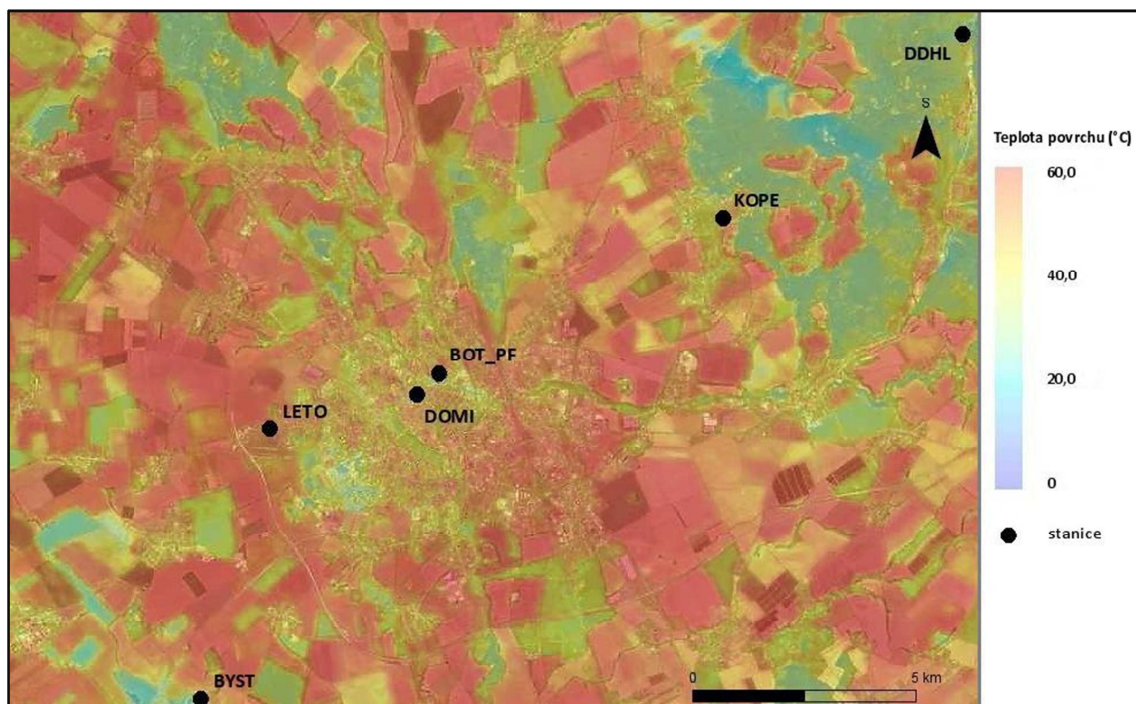 DDHL
S
Teplota povrchu (°C)
60,0
KOPE
40,0
BOT_PF
20,0
LETO
DOMI
0
stanice
BYST
0
5 km